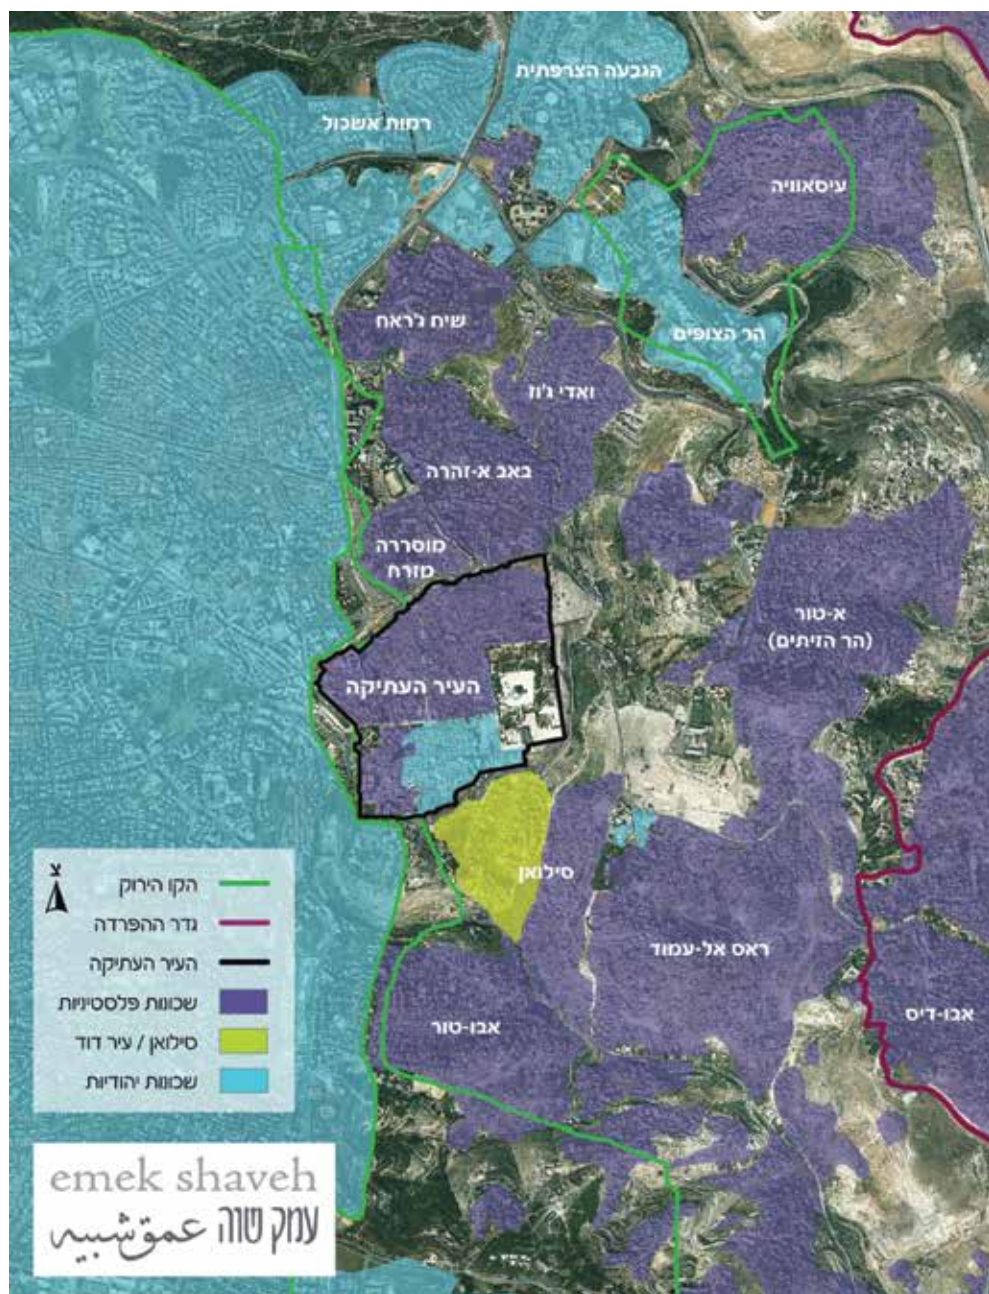 הגבעה הצרפתית
רמות אשכול
עיסאוויה
שיח ג'ראח
הר הצופים
ואדי ג'וז
באב א-זהרה
מוסררה
מזרח
א-טור
(הר הזיתים)
העיר העתיקה
סילואן
ראס אל-עמוד
אבו-דיס
אבו-טור
צ
הקו הירוק
גדר ההפרדה
העיר העתיקה
שכונות פלסטיניות
סילואן / עיר דוד
שכונות יהודיות
emek shaveh
עמק שווה عمق شبيه